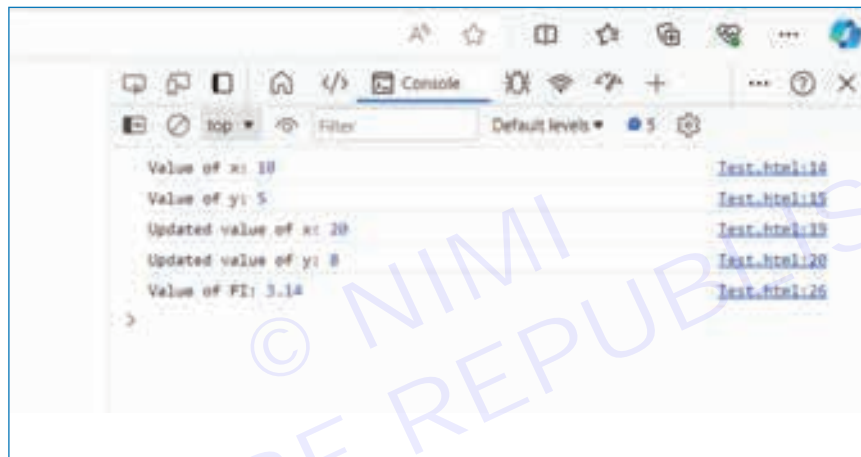 Console
top
Filter
Default levels
5
Value of x: 10
Test.html:14
Value of y: 5
Test.html:15
Updated value of x: 20
Test.html:19
Updated value of y: 8
Test.html:20
Value of PI: 3.14
Test.html:26
© NIMI
BE REPUBLIS